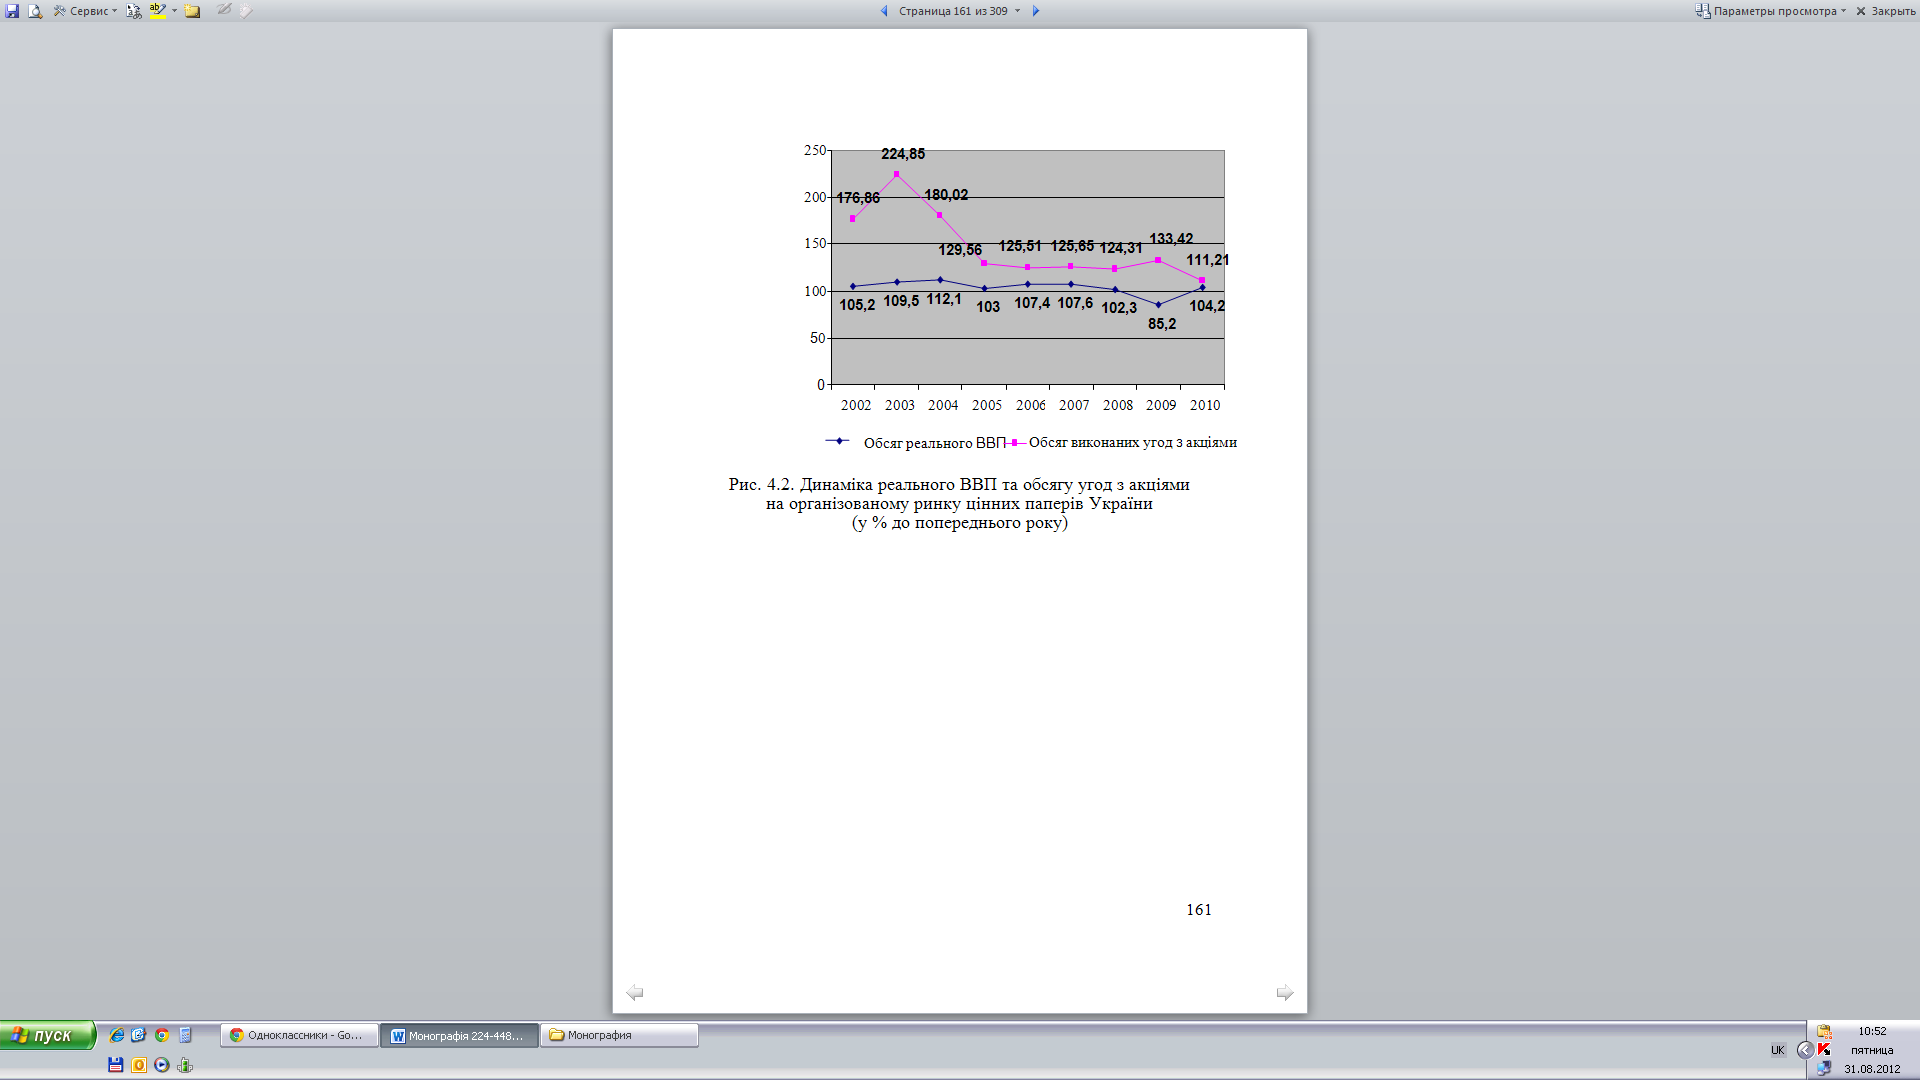 Сервис
Страница 161 из 309
Параметры просмотра
Закрыть
250
200
150
100
50
0
224,85
176,86
180,02
129,56
125,51
125,65
124,31
133,42
111,21
105,2
109,5
112,1
103
107,4
107,6
102,3
85,2
104,2
2002 2003 2004 2005 2006 2007 2008 2009 2010
Обсяг реального ВВП
Обсяг виконаних угод з акціями
Рис. 4.2. Динаміка реального ВВП та обсягу угод з акціями
на організованому ринку цінних паперів України
(у % до попереднього року)
161
пуск
Одноклассники - Go...
Монографія 224-448...
Монография
UK
10:52
пятница
31.08.2012